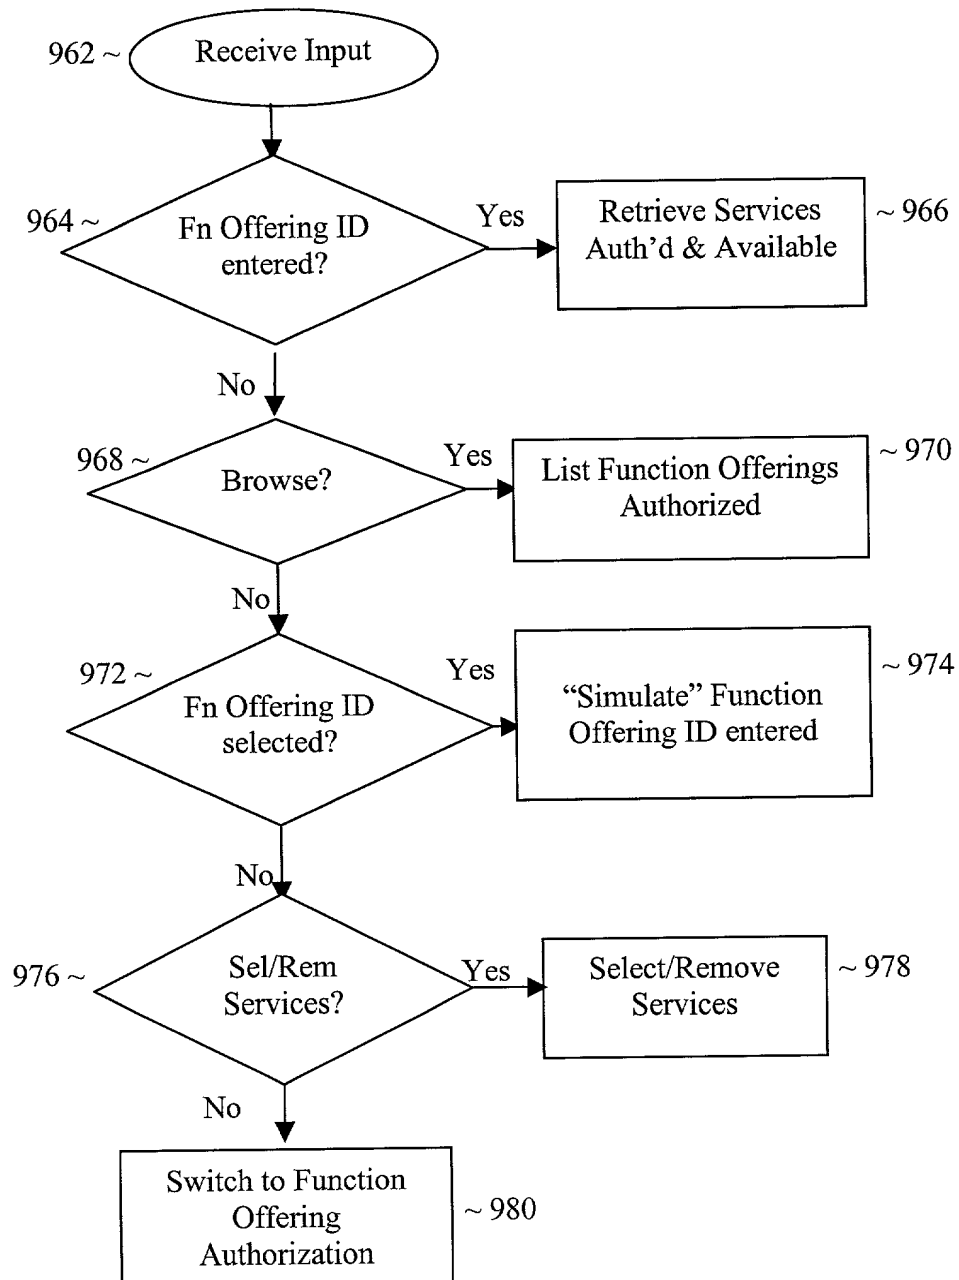 962 ~
Receive Input
964 ~
Fn Offering ID
entered?
Yes
Retrieve Services
Auth'd & Available
~ 966
No
968 ~
Browse?
Yes
List Function Offerings
Authorized
~ 970
No
972 ~
Fn Offering ID
selected?
Yes
“Simulate” Function
Offering ID entered
~ 974
No
976 ~
Sel/Rem
Services?
Yes
Select/Remove
Services
~ 978
No
Switch to Function
Offering
Authorization
~ 980